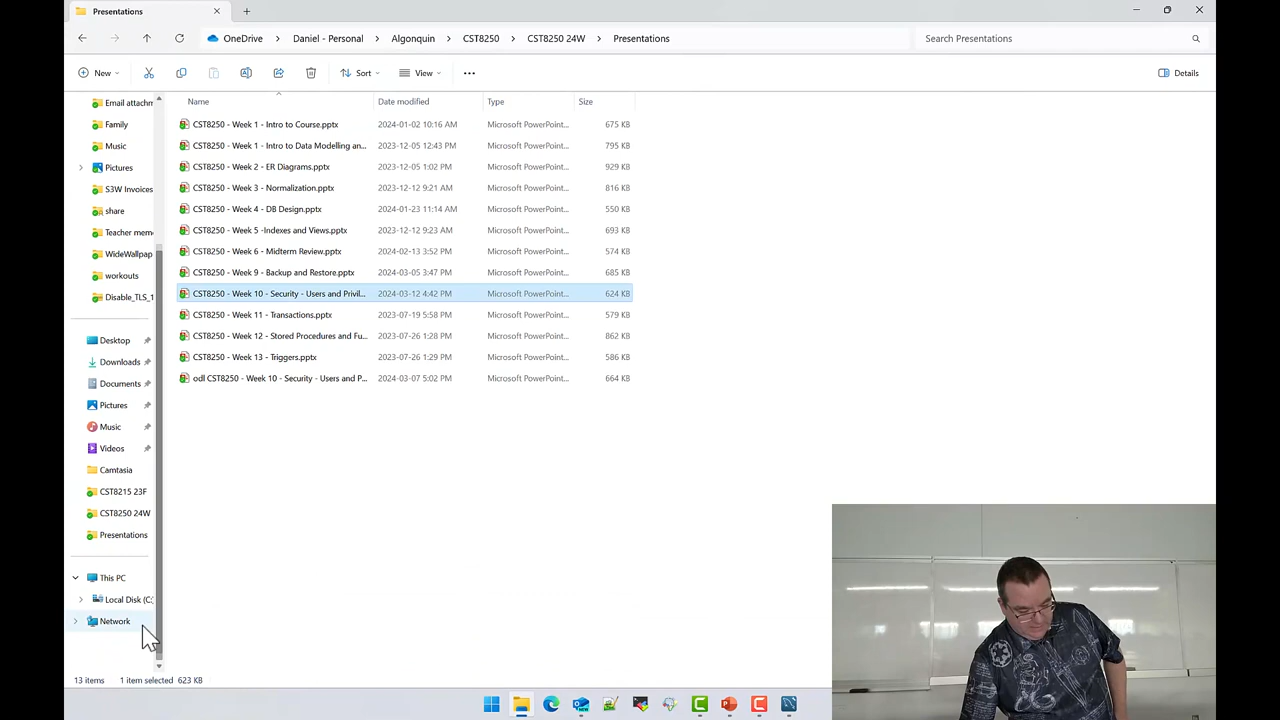 Presentations
OneDrive > Daniel - Personal > Algonquin > CST8250 > CST8250 24W > Presentations
Search Presentations
New
Sort
View
Details
Name Date modified Type Size
Email attachm
Family
Music
Pictures
S3W Invoices
share
Teacher mem
WideWallpap
workouts
Disable_TLS_1
Desktop
Downloads
Documents
Pictures
Music
Videos
Camtasia
CST8215 23F
CST8250 24W
Presentations
This PC
Local Disk (C:
Network
CST8250 - Week 1 - Intro to Course.pptx 2024-01-02 10:16 AM Microsoft PowerPoint... 675 KB
CST8250 - Week 1 - Intro to Data Modelling an... 2023-12-05 12:43 PM Microsoft PowerPoint... 795 KB
CST8250 - Week 2 - ER Diagrams.pptx 2023-12-05 1:02 PM Microsoft PowerPoint... 929 KB
CST8250 - Week 3 - Normalization.pptx 2023-12-12 9:21 AM Microsoft PowerPoint... 816 KB
CST8250 - Week 4 - DB Design.pptx 2024-01-23 11:14 AM Microsoft PowerPoint... 550 KB
CST8250 - Week 5 -Indexes and Views.pptx 2023-12-12 9:23 AM Microsoft PowerPoint... 693 KB
CST8250 - Week 6 - Midterm Review.pptx 2024-02-13 3:52 PM Microsoft PowerPoint... 574 KB
CST8250 - Week 9 - Backup and Restore.pptx 2024-03-05 3:47 PM Microsoft PowerPoint... 685 KB
CST8250 - Week 10 - Security - Users and Privil... 2024-03-12 4:42 PM Microsoft PowerPoint... 624 KB
CST8250 - Week 11 - Transactions.pptx 2023-07-19 5:58 PM Microsoft PowerPoint... 579 KB
CST8250 - Week 12 - Stored Procedures and Fu... 2023-07-26 1:28 PM Microsoft PowerPoint... 862 KB
CST8250 - Week 13 - Triggers.pptx 2023-07-26 1:29 PM Microsoft PowerPoint... 586 KB
odl CST8250 - Week 10 - Security - Users and P... 2024-03-07 5:02 PM Microsoft PowerPoint... 664 KB
13 items 1 item selected 623 KB